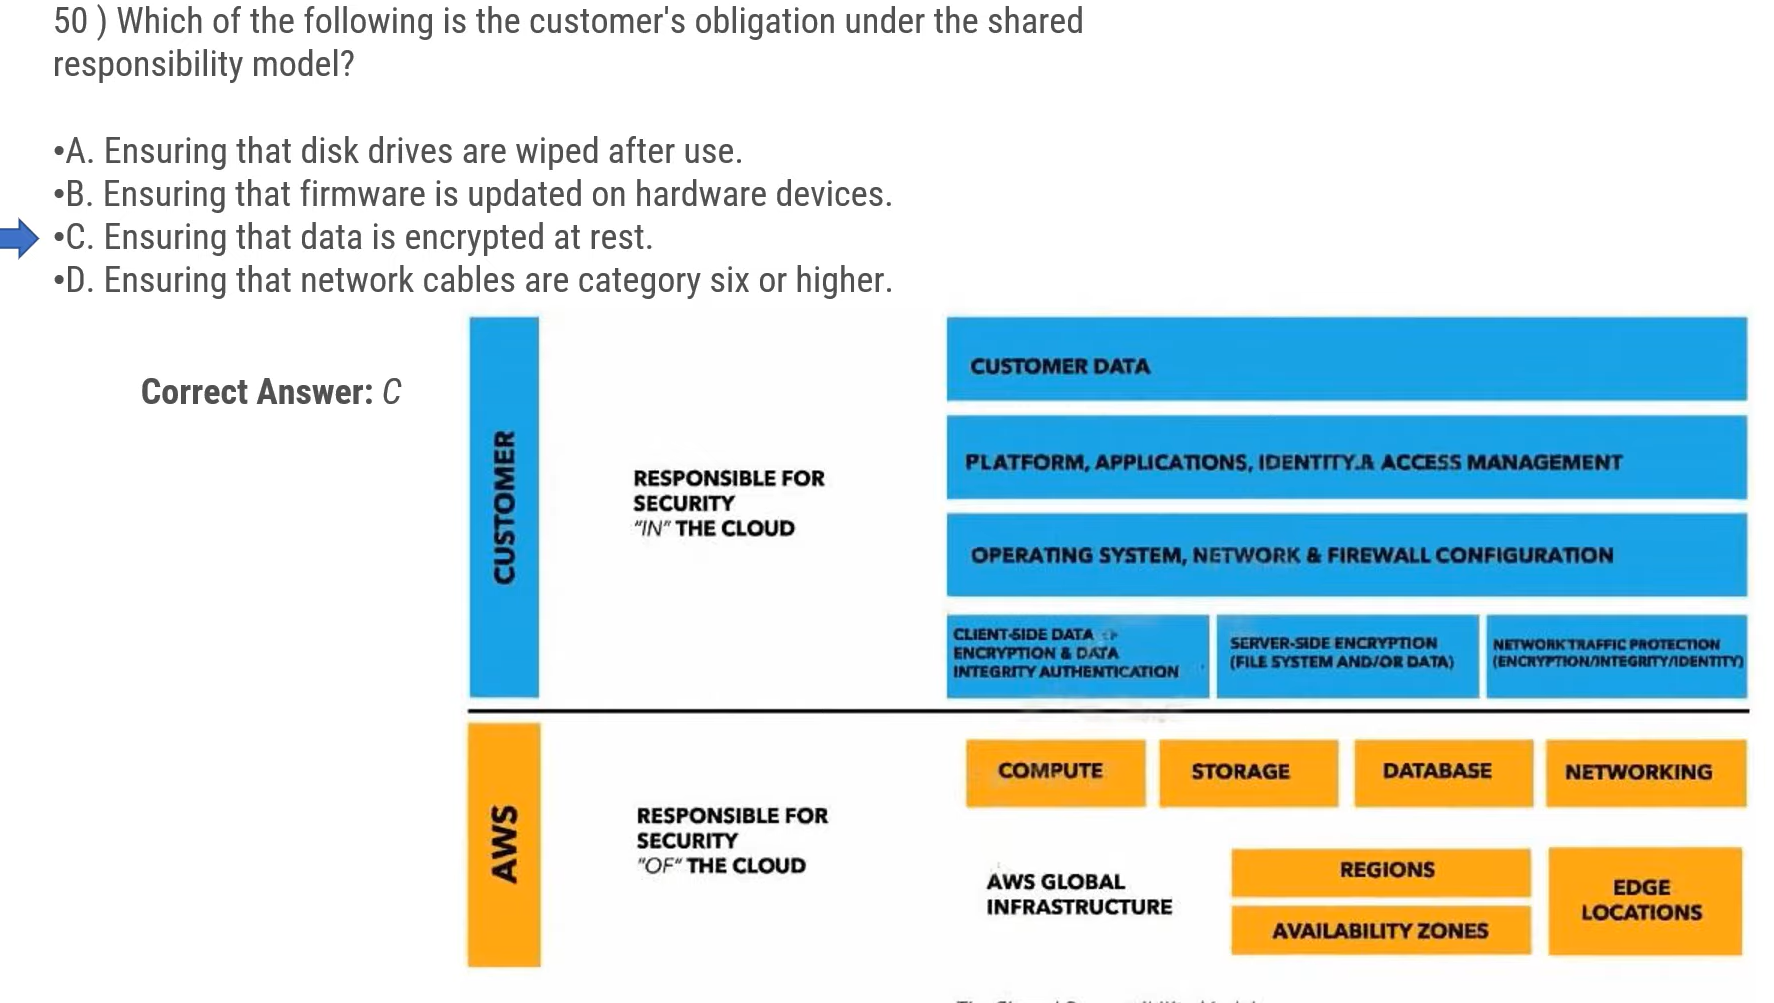 50 ) Which of the following is the customer's obligation under the shared
responsibility model?
•A. Ensuring that disk drives are wiped after use.
•B. Ensuring that firmware is updated on hardware devices.
•C. Ensuring that data is encrypted at rest.
•D. Ensuring that network cables are category six or higher.
Correct Answer: C
CUSTOMER
RESPONSIBLE FOR
SECURITY
"IN" THE CLOUD
CUSTOMER DATA
PLATFORM, APPLICATIONS, IDENTITY & ACCESS MANAGEMENT
OPERATING SYSTEM, NETWORK & FIREWALL CONFIGURATION
CLIENT-SIDE DATA
ENCRYPTION & DATA
INTEGRITY AUTHENTICATION
SERVER-SIDE ENCRYPTION
(FILE SYSTEM AND/OR DATA)
NETWORK TRAFFIC PROTECTION
(ENCRYPTION/INTEGRITY/IDENTITY)
AWS
RESPONSIBLE FOR
SECURITY
"OF" THE CLOUD
COMPUTE
STORAGE
DATABASE
NETWORKING
AWS GLOBAL
INFRASTRUCTURE
REGIONS
AVAILABILITY ZONES
EDGE
LOCATIONS